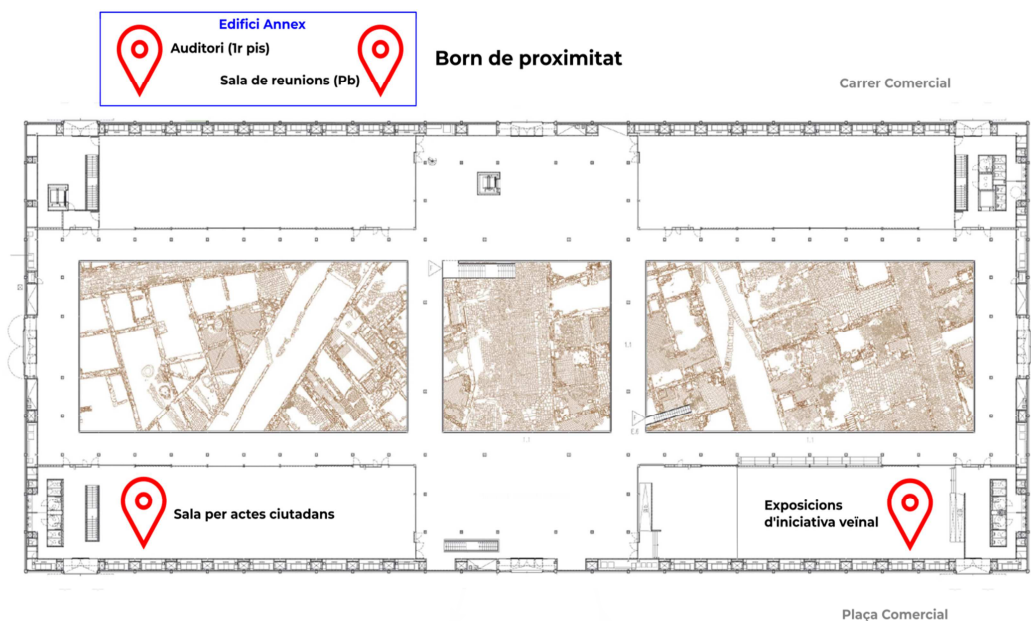 Edifici Annex
Auditori (1r pis)
Sala de reunions (Pb)
Born de proximitat
Carrer Comercial
Sala per actes ciutadans
Exposicions
d'iniciativa veïnal
Plaça Comercial